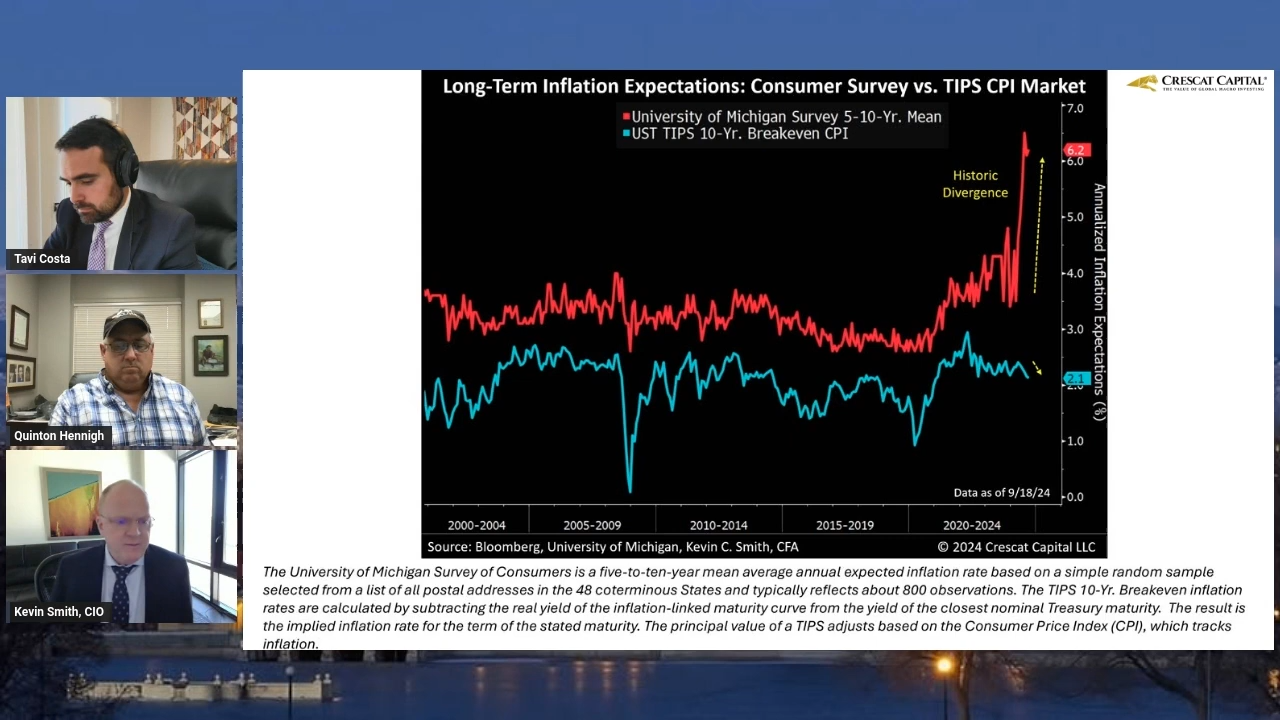 Tavi Costa
Quinton Hennigh
Kevin Smith, CIO
Long-Term Inflation Expectations: Consumer Survey vs. TIPS CPI Market
CRESCAT CAPITAL®
THE VALUE OF GLOBAL MACRO INVESTING
University of Michigan Survey 5-10-Yr. Mean
UST TIPS 10-Yr. Breakeven CPI
Historic
Divergence
7.0
6.2
6.0
5.0
4.0
3.0
2.1
2.0
1.0
0.0
Annualized Inflation Expectations (%)
Data as of 9/18/24
2000-2004 2005-2009 2010-2014 2015-2019 2020-2024
Source: Bloomberg, University of Michigan, Kevin C. Smith, CFA © 2024 Crescat Capital LLC
The University of Michigan Survey of Consumers is a five-to-ten-year mean average annual expected inflation rate based on a simple random sample
selected from a list of all postal addresses in the 48 coterminous States and typically reflects about 800 observations. The TIPS 10-Yr. Breakeven inflation
rates are calculated by subtracting the real yield of the inflation-linked maturity curve from the yield of the closest nominal Treasury maturity. The result is
the implied inflation rate for the term of the stated maturity. The principal value of a TIPS adjusts based on the Consumer Price Index (CPI), which tracks
inflation.